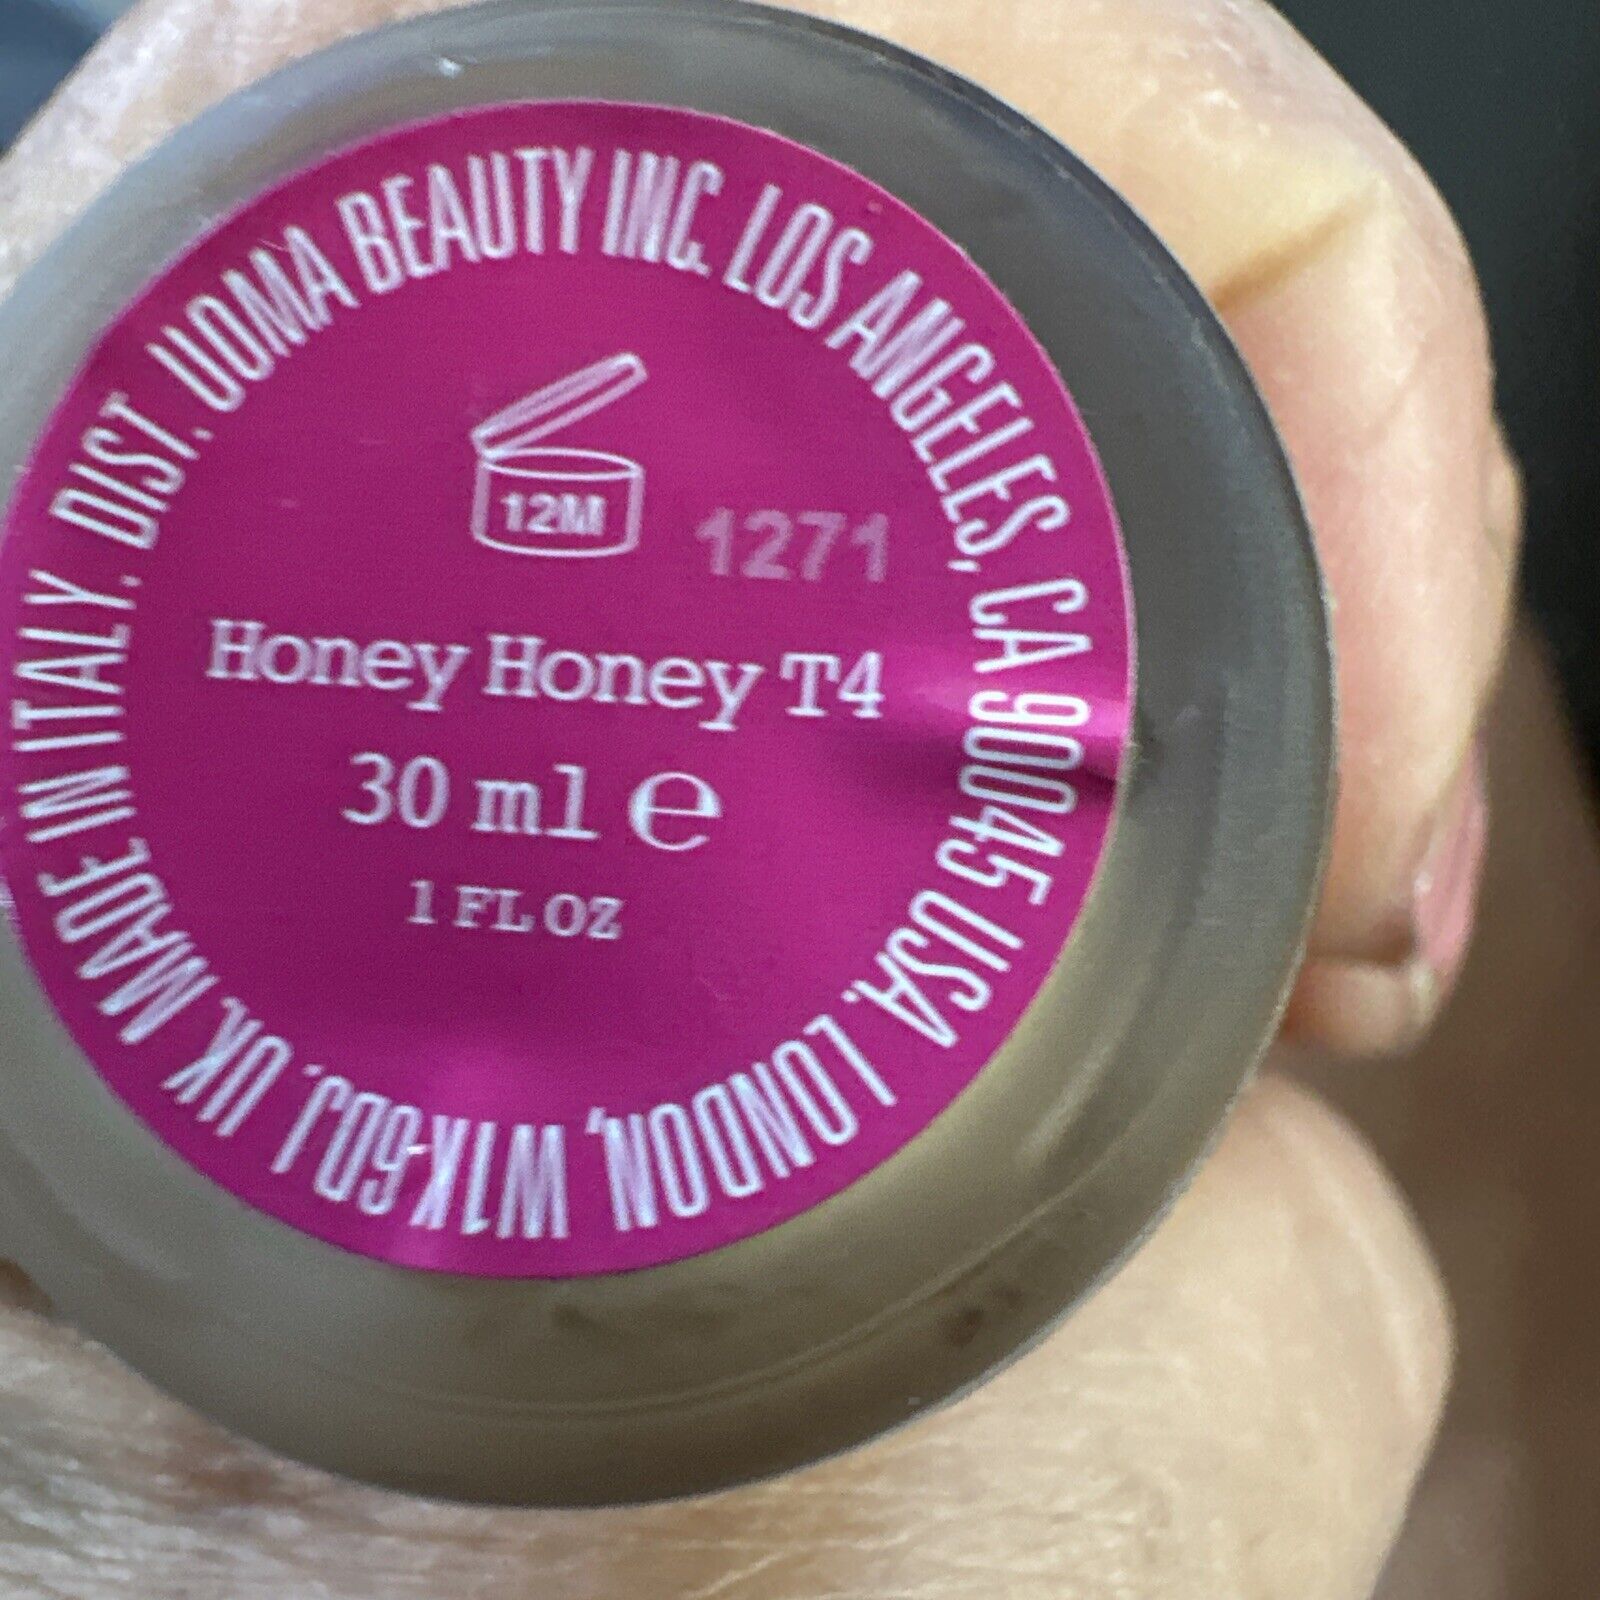 UOMA BEAUTY INC. LOS ANGELES, CA 90045 USA. LONDON, W1K-6DJ. UK. MADE IN ITALY. DIST.
12M
1271
Honey Honey T4
30 ml e
1 FL OZ